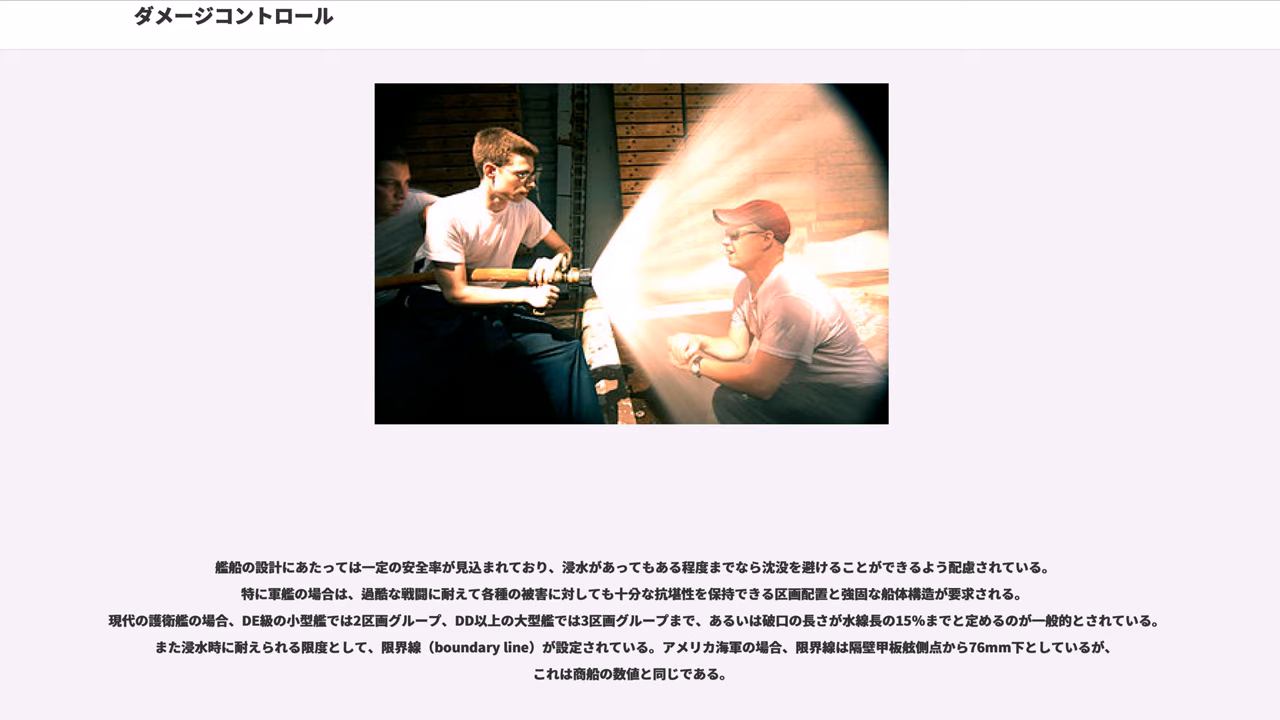 ダメージコントロール
艦船の設計にあたっては一定の安全率が見込まれており、浸水があってもある程度までなら沈没を避けることができるよう配慮されている。
特に軍艦の場合は、過酷な戦闘に耐えて各種の被害に対しても十分な抗堪性を保持できる区画配置と強固な船体構造が要求される。
現代の護衛艦の場合、DE級の小型艦では2区画グループ、DD以上の大型艦では3区画グループまで、あるいは破口の長さが水線長の15%までと定めるのが一般的とされている。
また浸水時に耐えられる限度として、限界線（boundary line）が設定されている。アメリカ海軍の場合、限界線は隔壁甲板舷側点から76mm下としているが、
これは商船の数値と同じである。